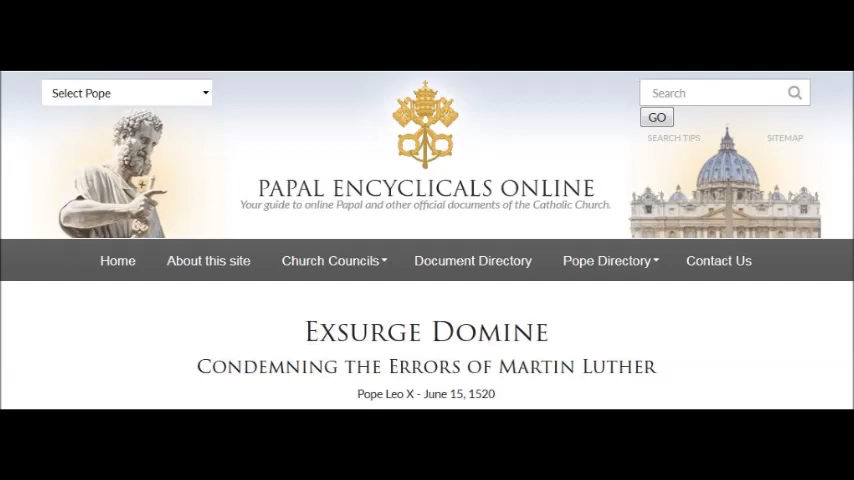 Select Pope
Search
GO
SEARCH TIPS
SITEMAP
PAPAL ENCYCLICALS ONLINE
Your guide to online Papal and other official documents of the Catholic Church.
Home
About this site
Church Councils
Document Directory
Pope Directory
Contact Us
EXSURGE DOMINE
CONDEMNING THE ERRORS OF MARTIN LUTHER
Pope Leo X - June 15, 1520